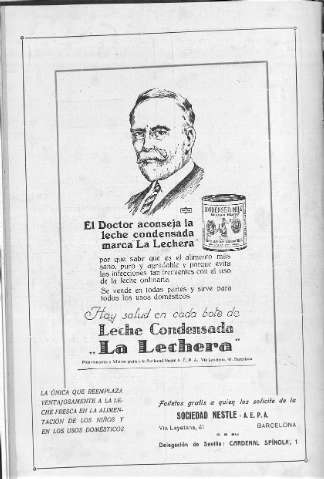 CONDENSED MILK
El Doctor aconseja la
leche condensada
marca La Lechera
por que sabe que es el alimento más
sano, puro y agradable y porque evita
las infecciones tan frecuentes con el uso
de la leche ordinaria.
Se vende en todas partes y sirve para
todos los usos domésticos.
Hay salud en cada bote de
Leche Condensada
"La Lechera"
LA ÚNICA QUE REEMPLAZA
VENTAJOSAMENTE A LA LE-
CHE FRESCA EN LA ALIMEN-
TACIÓN DE LOS NIÑOS Y
EN LOS USOS DOMÉSTICOS.
Folletos gratis a quien los solicite de la
SOCIEDAD NESTLE - A. E. P. A.
Via Layetana, 41 BARCELONA
Delegación de Sevilla: CARDENAL SPÍNOLA, 1